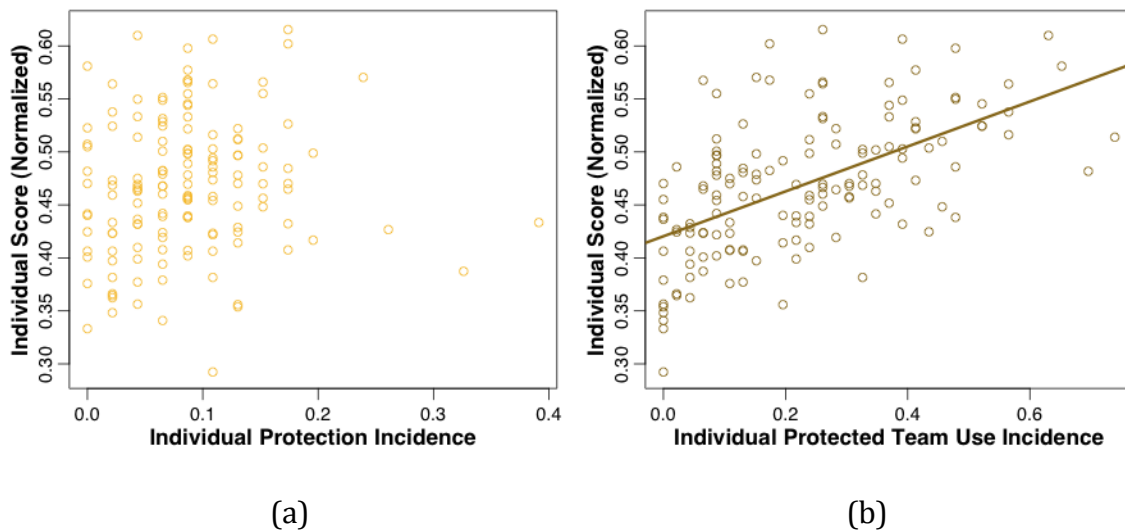 Individual Score (Normalized)
0.30 0.35 0.40 0.45 0.50 0.55 0.60
0.0 0.1 0.2 0.3 0.4
Individual Protection Incidence
(a)
Individual Score (Normalized)
0.30 0.35 0.40 0.45 0.50 0.55 0.60
0.0 0.2 0.4 0.6
Individual Protected Team Use Incidence
(b)